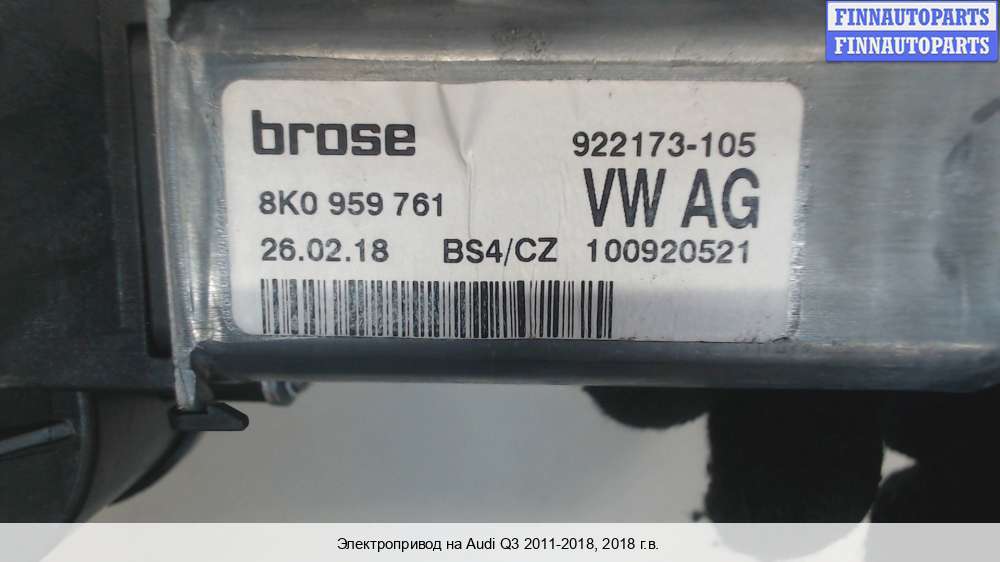 FINNAUTOPARTS
FINNAUTOPARTS
brose
922173-105
8K0 959 761
VW AG
26.02.18 BS4/CZ 100920521
Электропривод на Audi Q3 2011-2018, 2018 г.в.